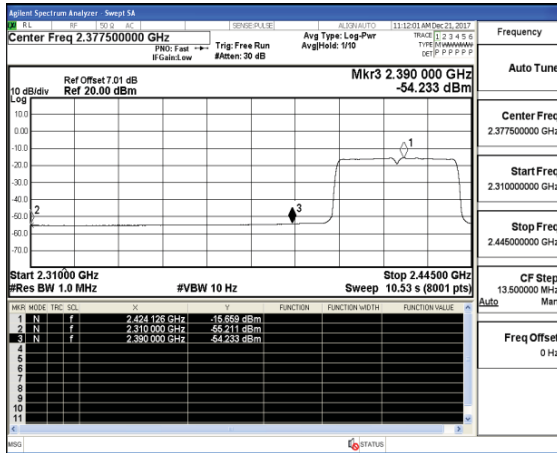 Agilent Spectrum Analyzer - Swept SA
RL RF 50 Ω AC SENSE:PULSE ALIGN AUTO 11:12:01 AM Dec 21, 2017
Center Freq 2.377500000 GHz
PNO: Fast
IFGain:Low
Trig: Free Run
#Atten: 30 dB
Avg Type: Log-Pwr
Avg|Hold: 1/10
TRACE 1 2 3 4 5 6
TYPE M
DET P P P P P P
Ref Offset 7.01 dB
10 dB/div Ref 20.00 dBm
Log
Mkr3 2.390 000 GHz
-54.233 dBm
10.0
0.00
-10.0
-20.0
-30.0
-40.0
-50.0
-60.0
-70.0
1
2
3
Start 2.31000 GHz Stop 2.44500 GHz
#Res BW 1.0 MHz #VBW 10 Hz Sweep 10.53 s (8001 pts)
MKR MODE TRC SCL X Y FUNCTION FUNCTION WIDTH FUNCTION VALUE
1 N f 2.424 126 GHz -15.659 dBm
2 N f 2.310 000 GHz -55.211 dBm
3 N f 2.390 000 GHz -54.233 dBm
4
5
6
7
8
9
10
11
MSG STATUS
Frequency
Auto Tune
Center Freq
2.377500000 GHz
Start Freq
2.310000000 GHz
Stop Freq
2.445000000 GHz
CF Step
13.500000 MHz
Auto Man
Freq Offset
0 Hz